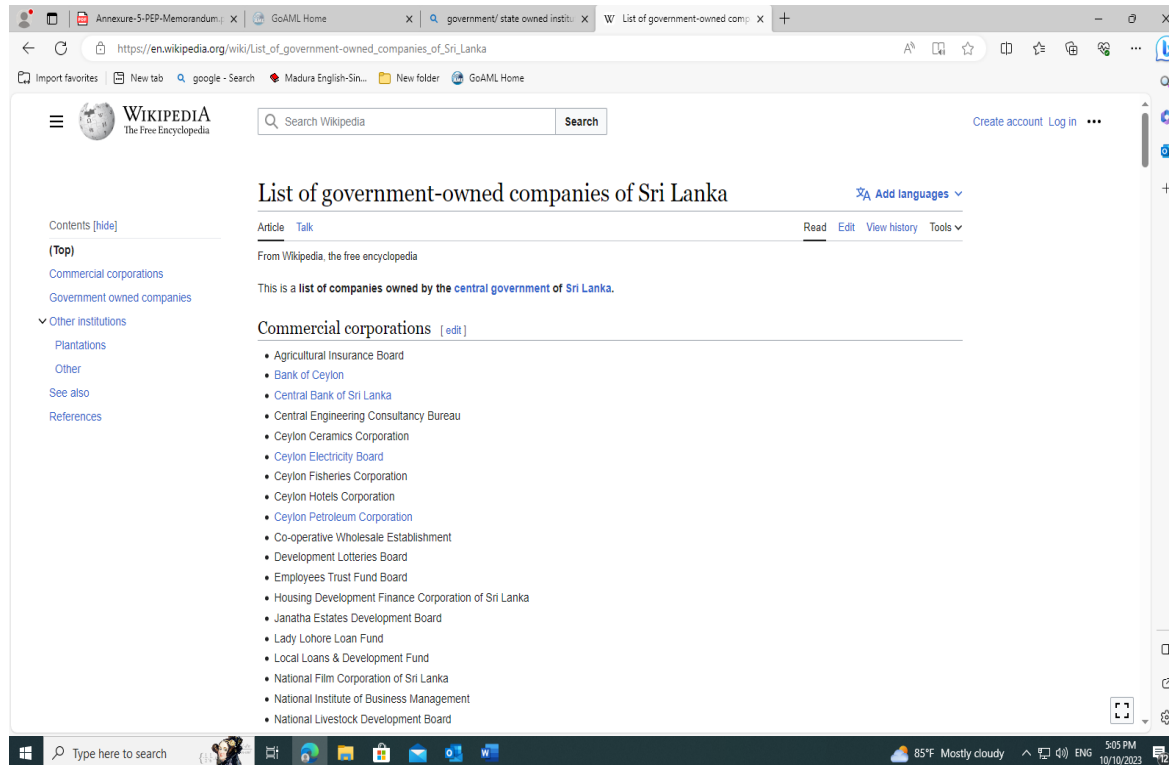 Annexure-5-PEP-Memorandum.p
GoAML Home
government/ state owned institu
List of government-owned comp
https://en.wikipedia.org/wiki/List_of_government-owned_companies_of_Sri_Lanka
Import favorites
New tab
google - Search
Madura English-Sin...
New folder
GoAML Home
WIKIPEDIA
The Free Encyclopedia
Search Wikipedia
Search
Create account Log in
List of government-owned companies of Sri Lanka
Add languages
Contents [hide]
(Top)
Commercial corporations
Government owned companies
Other institutions
Plantations
Other
See also
References
Article Talk
Read Edit View history Tools
From Wikipedia, the free encyclopedia
This is a list of companies owned by the central government of Sri Lanka.
Commercial corporations [ edit ]
• Agricultural Insurance Board
• Bank of Ceylon
• Central Bank of Sri Lanka
• Central Engineering Consultancy Bureau
• Ceylon Ceramics Corporation
• Ceylon Electricity Board
• Ceylon Fisheries Corporation
• Ceylon Hotels Corporation
• Ceylon Petroleum Corporation
• Co-operative Wholesale Establishment
• Development Lotteries Board
• Employees Trust Fund Board
• Housing Development Finance Corporation of Sri Lanka
• Janatha Estates Development Board
• Lady Lohore Loan Fund
• Local Loans & Development Fund
• National Film Corporation of Sri Lanka
• National Institute of Business Management
• National Livestock Development Board
Type here to search
85°F Mostly cloudy
ENG
5:05 PM
10/10/2023